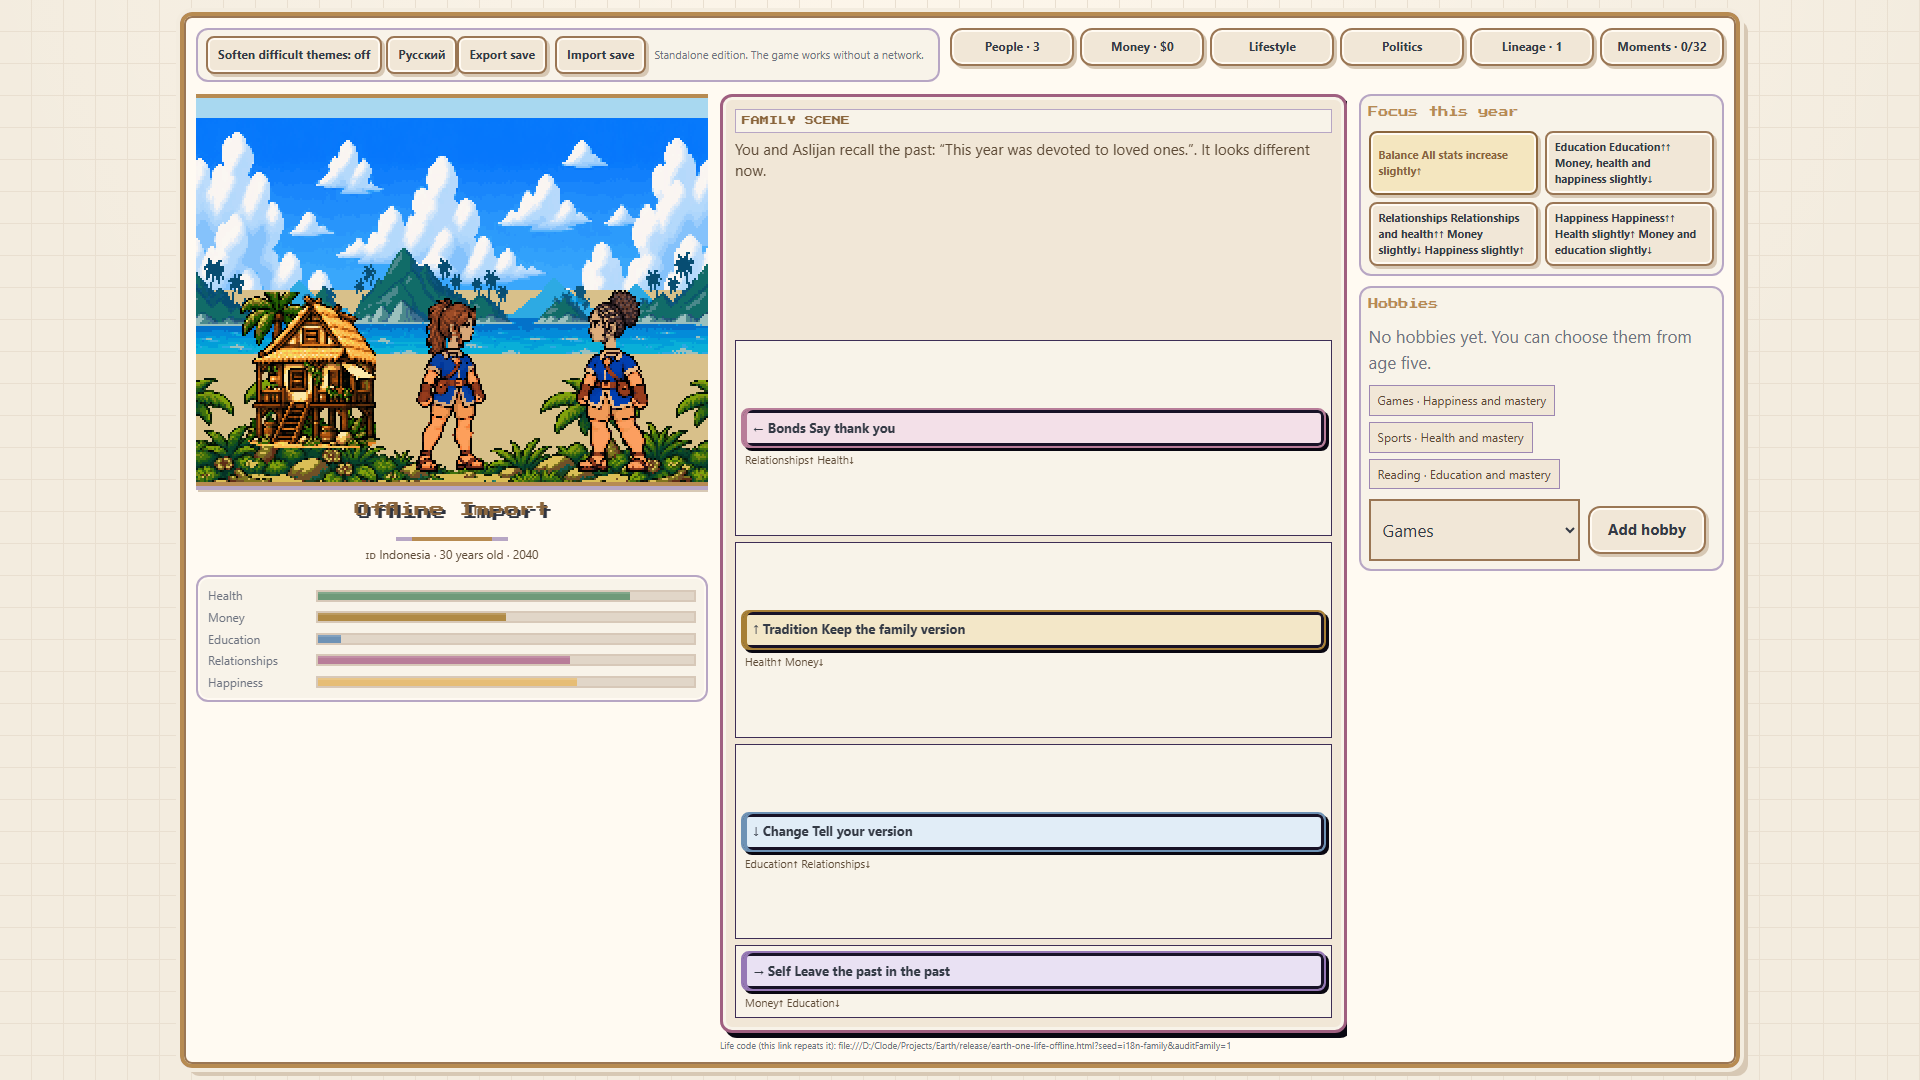 Soften difficult themes: off
Русский
Export save
Import save
Standalone edition. The game works without a network.
People · 3
Money · $0
Lifestyle
Politics
Lineage · 1
Moments · 0/32
Offline Import
ID Indonesia · 30 years old · 2040
Health
Money
Education
Relationships
Happiness
FAMILY SCENE
You and Aslijan recall the past: “This year was devoted to loved ones.”. It looks different
now.
← Bonds Say thank you
Relationships↑ Health↓
↑ Tradition Keep the family version
Health↑ Money↓
↓ Change Tell your version
Education↑ Relationships↓
→ Self Leave the past in the past
Money↑ Education↓
Life code (this link repeats it): file:///D:/Clode/Projects/Earth/release/earth-one-life-offline.html?seed=i18n-family&auditFamily=1
Focus this year
Balance All stats increase
slightly↑
Education Education↑↑
Money, health and
happiness slightly↓
Relationships Relationships
and health↑↑ Money
slightly↓ Happiness slightly↑
Happiness Happiness↑↑
Health slightly↑ Money and
education slightly↓
Hobbies
No hobbies yet. You can choose them from
age five.
Games · Happiness and mastery
Sports · Health and mastery
Reading · Education and mastery
Games
Add hobby